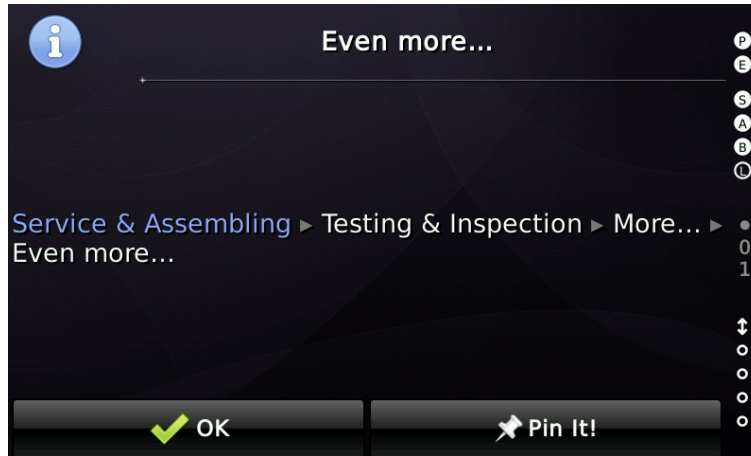 Even more...
Service & Assembling ▸ Testing & Inspection ▸ More... ▸
Even more...
OK
Pin It!
P
E
S
A
B
L
0
1